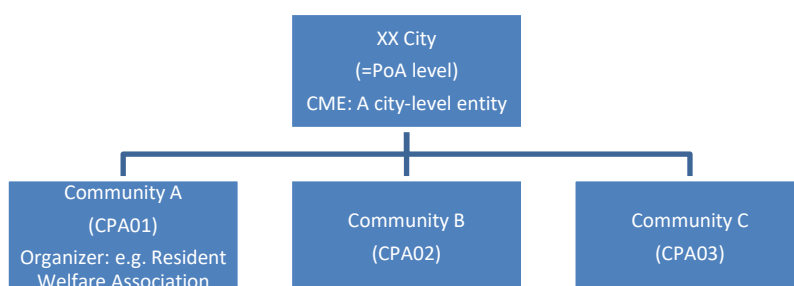 XX City
(=PoA level)
CME: A city-level entity
Community A
(CPA01)
Organizer: e.g. Resident
Welfare Association
Community B
(CPA02)
Community C
(CPA03)